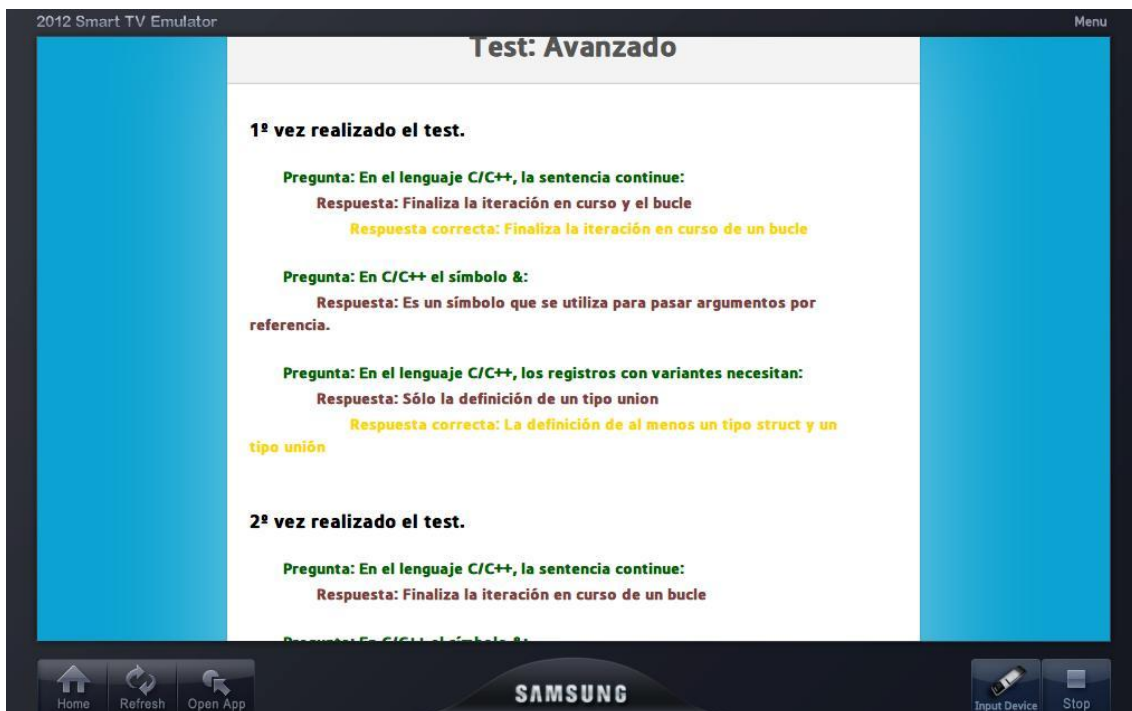 2012 Smart TV Emulator
Menu
Test: Avanzado
1º vez realizado el test.
Pregunta: En el lenguaje C/C++, la sentencia continue:
Respuesta: Finaliza la iteración en curso y el bucle
Respuesta correcta: Finaliza la iteración en curso de un bucle
Pregunta: En C/C++ el símbolo &:
Respuesta: Es un símbolo que se utiliza para pasar argumentos por
referencia.
Pregunta: En el lenguaje C/C++, los registros con variantes necesitan:
Respuesta: Sólo la definición de un tipo union
Respuesta correcta: La definición de al menos un tipo struct y un
tipo unión
2º vez realizado el test.
Pregunta: En el lenguaje C/C++, la sentencia continue:
Respuesta: Finaliza la iteración en curso de un bucle
Pregunta: En C/C++ el símbolo &:
Home
Refresh
Open App
SAMSUNG
Input Device
Stop